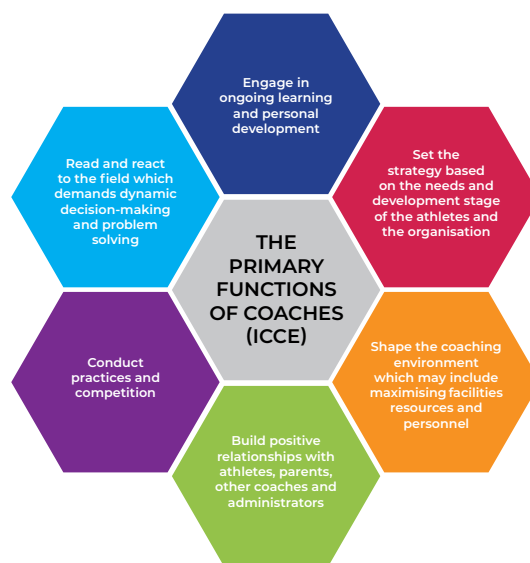 Engage in
ongoing learning
and personal
development
Set the
strategy based
on the needs and
development stage
of the athletes and
the organisation
Shape the coaching
environment
which may include
maximising facilities
resources and
personnel
Build positive
relationships with
athletes, parents,
other coaches and
administrators
Conduct
practices and
competition
Read and react
to the field which
demands dynamic
decision-making
and problem
solving
THE
PRIMARY
FUNCTIONS
OF COACHES
(ICCE)